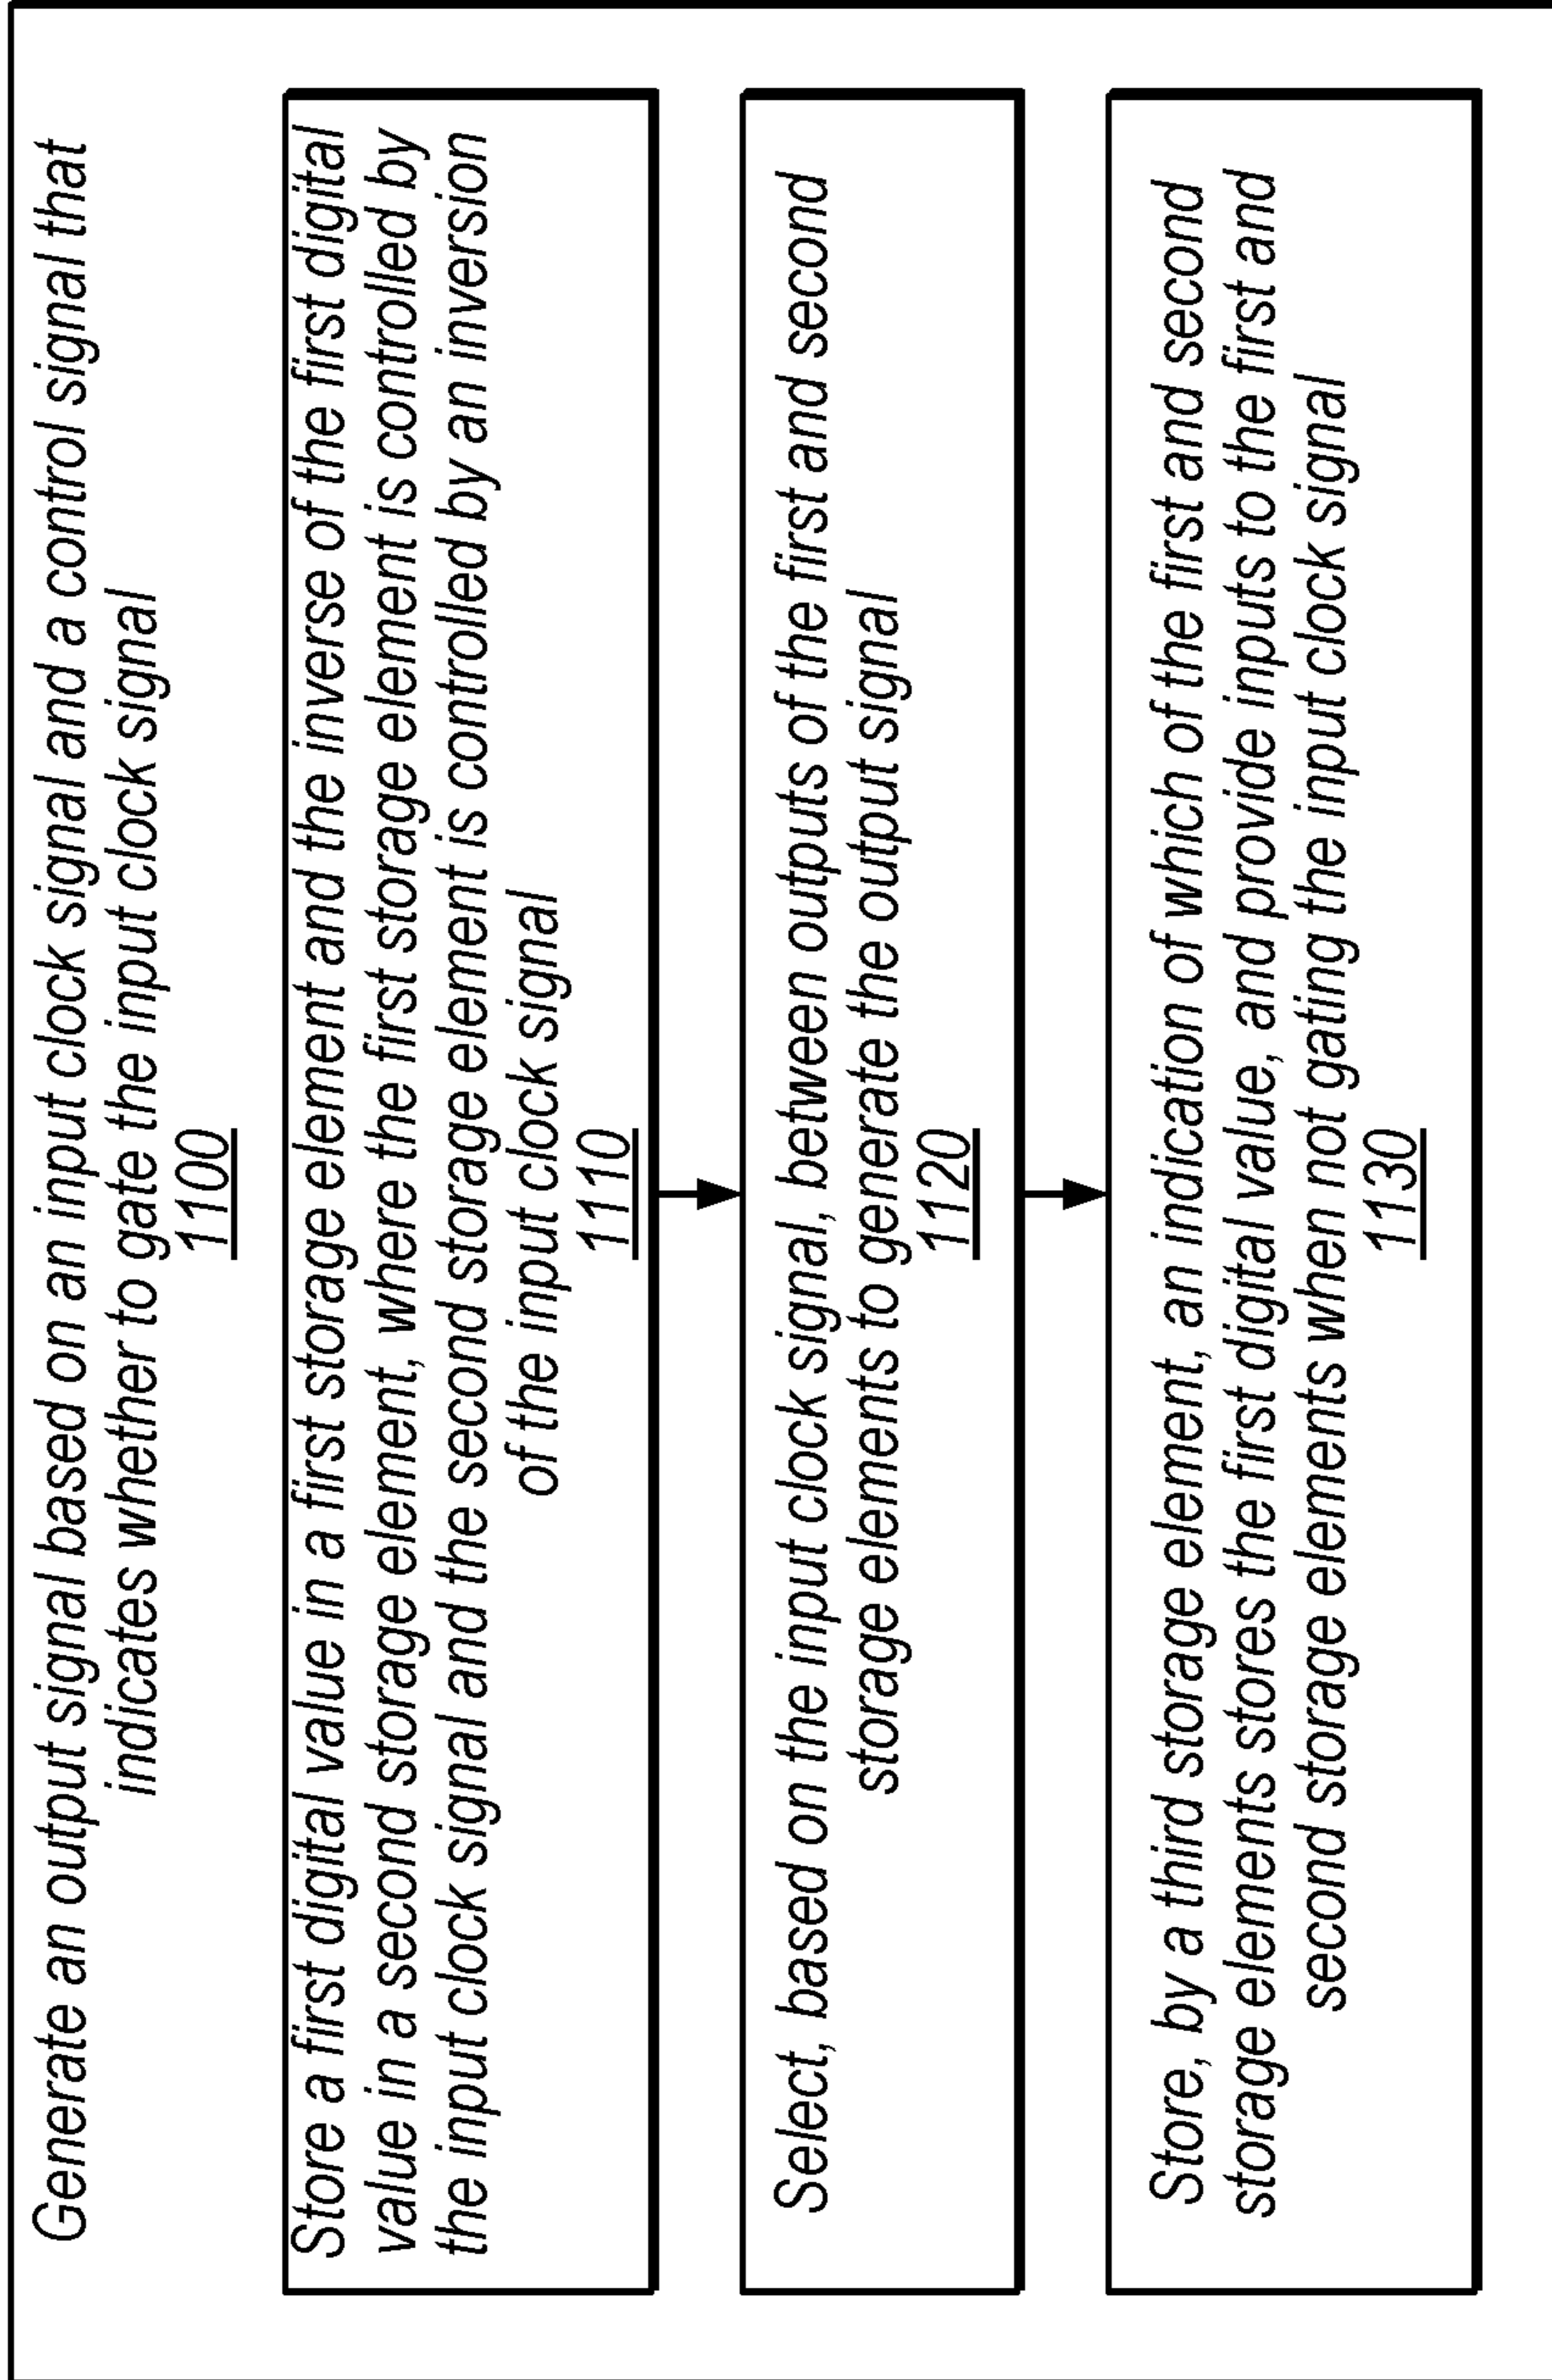 Generate an output signal based on an input clock signal and a control signal that
indicates whether to gate the input clock signal
1100
Store a first digital value in a first storage element and the inverse of the first digital
value in a second storage element, where the first storage element is controlled by
the input clock signal and the second storage element is controlled by an inversion
of the input clock signal
1110
Select, based on the input clock signal, between outputs of the first and second
storage elements to generate the output signal
1120
Store, by a third storage element, an indication of which of the first and second
storage elements stores the first digital value, and provide inputs to the first and
second storage elements when not gating the input clock signal
1130